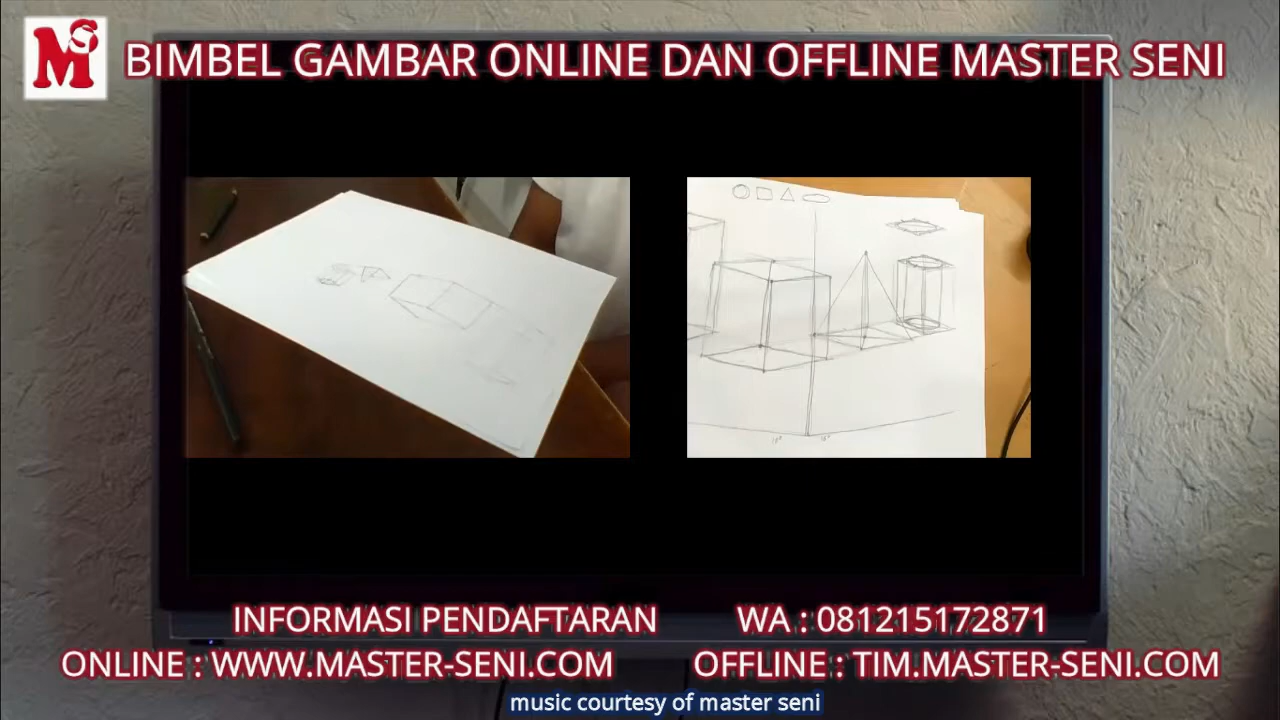 MS
BIMBEL GAMBAR ONLINE DAN OFFLINE MASTER SENI
INFORMASI PENDAFTARAN
WA : 081215172871
ONLINE : WWW.MASTER-SENI.COM
OFFLINE : TIM.MASTER-SENI.COM
music courtesy of master seni